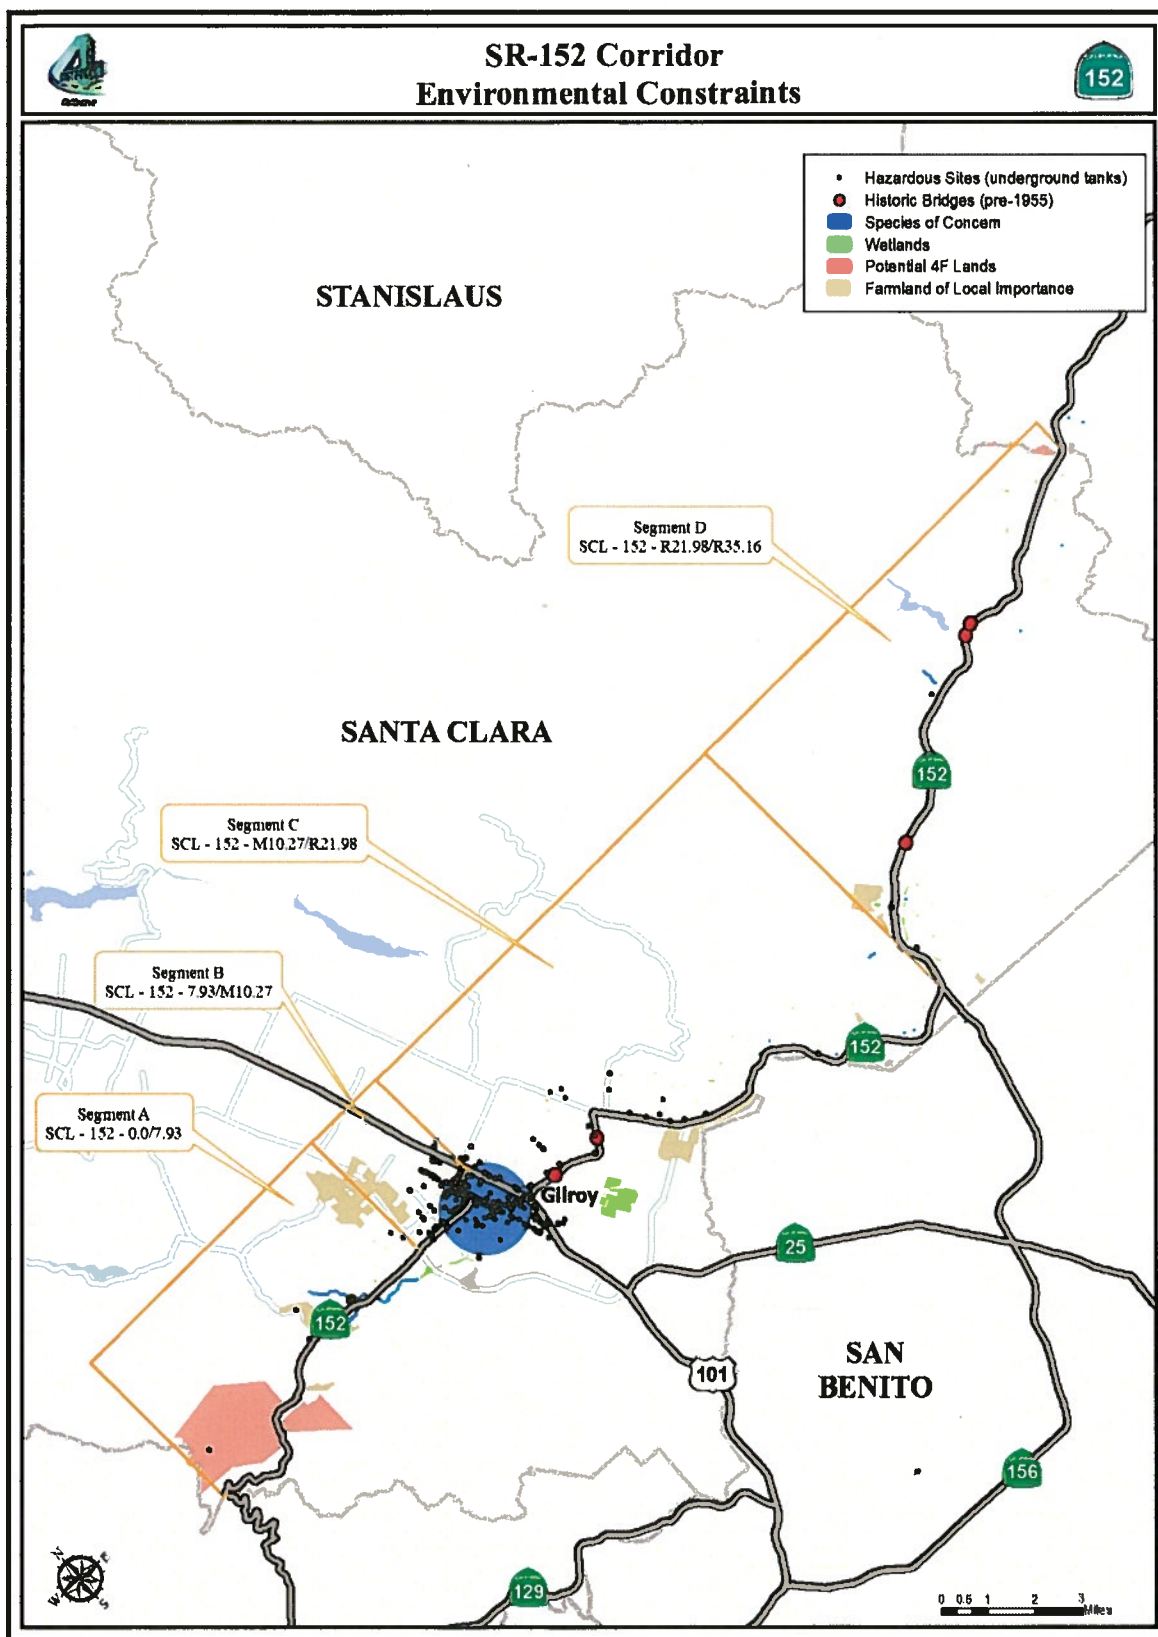 SR-152 Corridor
Environmental Constraints
152
Hazardous Sites (underground tanks)
Historic Bridges (pre-1955)
Species of Concern
Wetlands
Potential 4F Lands
Farmland of Local Importance
STANISLAUS
Segment D
SCL - 152 - R21.98/R35.16
SANTA CLARA
152
Segment C
SCL - 152 - M10.27/R21.98
Segment B
SCL - 152 - 7.93/M10.27
152
Segment A
SCL - 152 - 0.0/7.93
Gilroy
25
152
SAN
BENITO
101
156
129
N
E
W
S
0 0.5 1 2 3
Miles